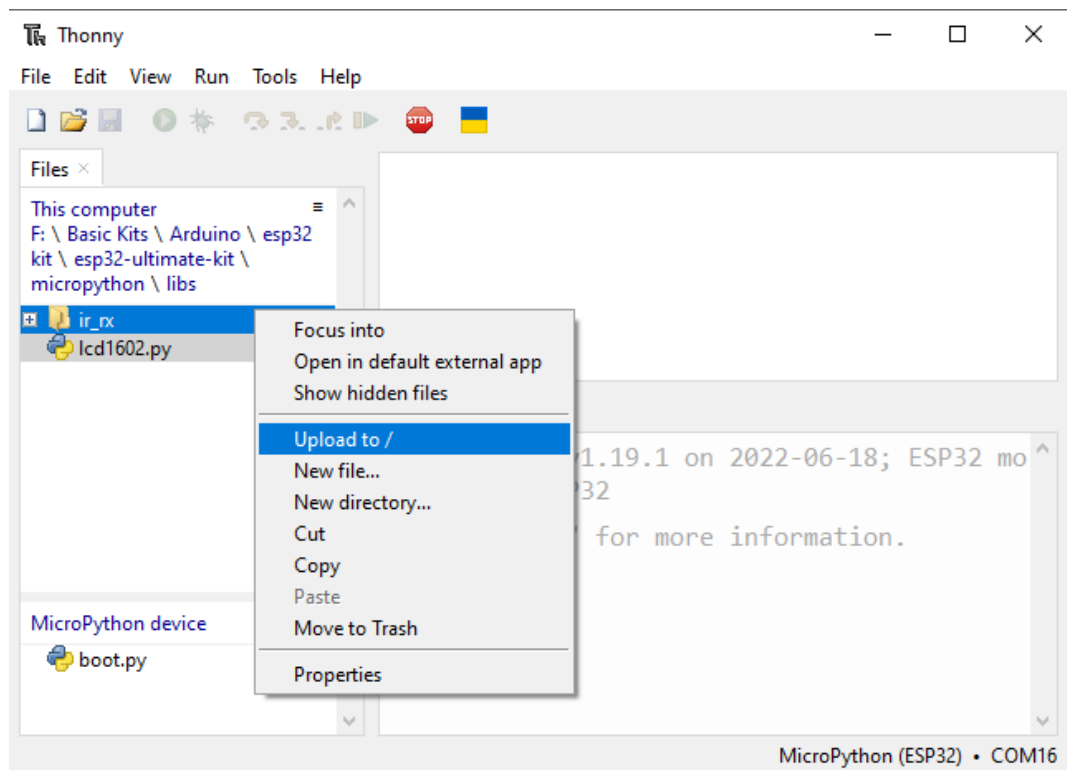 Thonny
File Edit View Run Tools Help
STOP
Files
This computer
F: \ Basic Kits \ Arduino \ esp32
kit \ esp32-ultimate-kit \
micropython \ libs
ir_rx
lcd1602.py
Focus into
Open in default external app
Show hidden files
Upload to /
New file...
New directory...
Cut
Copy
Paste
Move to Trash
Properties
1.19.1 on 2022-06-18; ESP32 mo
32
for more information.
MicroPython device
boot.py
MicroPython (ESP32) • COM16